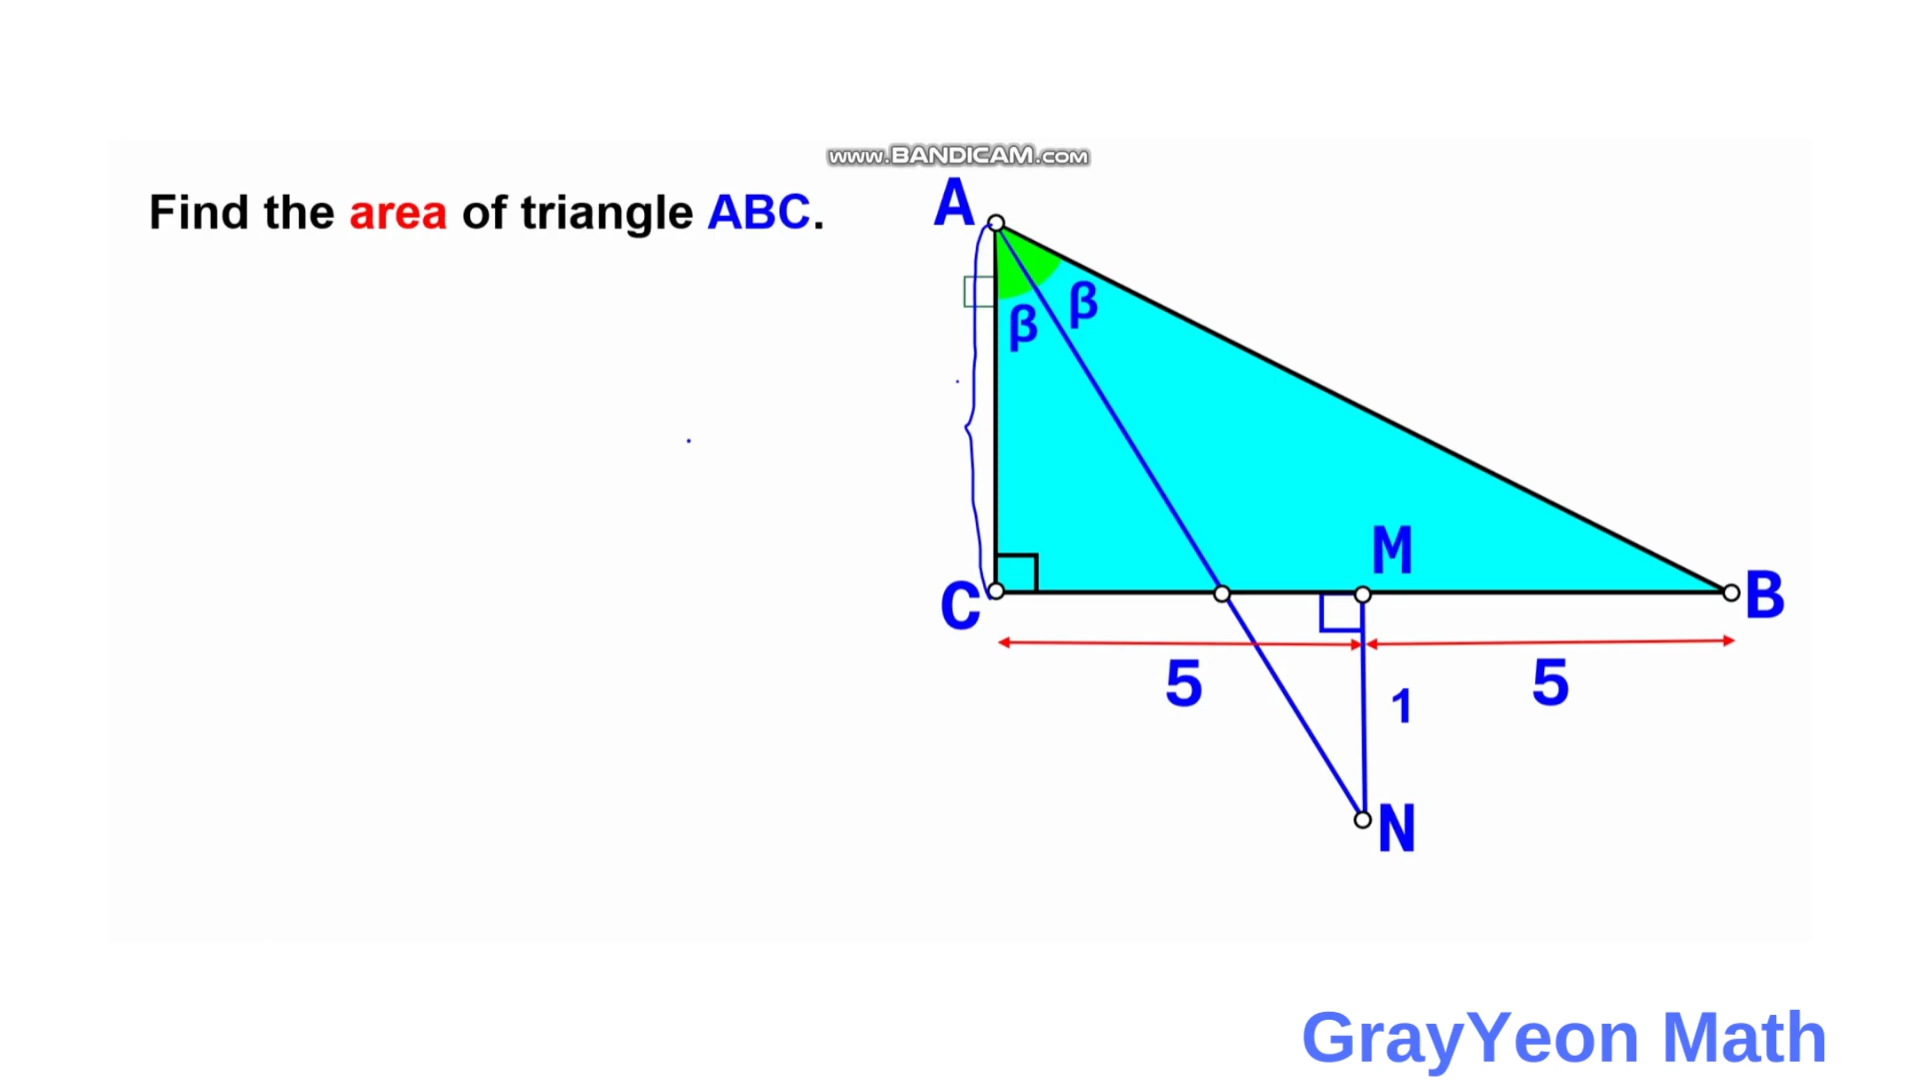 www.BANDICAM.com
Find the area of triangle ABC.
A
β
β
M
C
B
5
1
5
N
GrayYeon Math